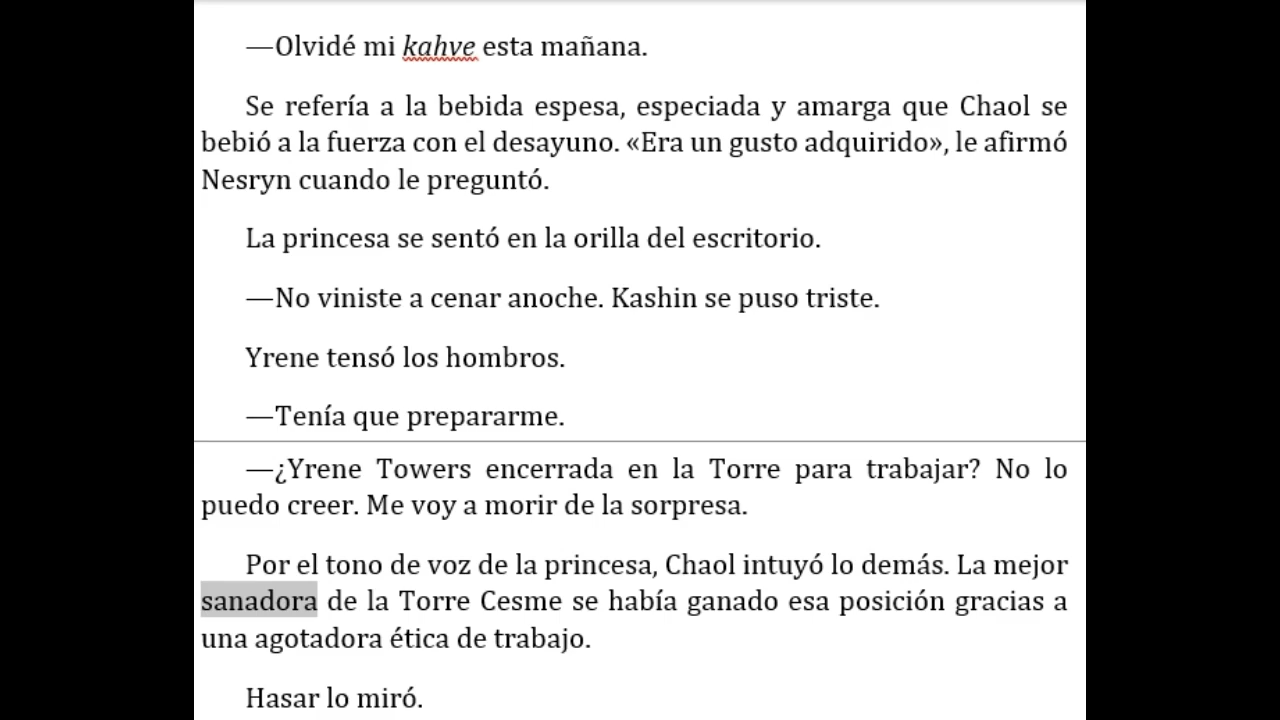 —Olvidé mi kahve esta mañana.
Se refería a la bebida espesa, especiada y amarga que Chaol se
bebió a la fuerza con el desayuno. «Era un gusto adquirido», le afirmó
Nesryn cuando le preguntó.
La princesa se sentó en la orilla del escritorio.
—No viniste a cenar anoche. Kashin se puso triste.
Yrene tensó los hombros.
—Tenía que prepararme.
—¿Yrene Towers encerrada en la Torre para trabajar? No lo
puedo creer. Me voy a morir de la sorpresa.
Por el tono de voz de la princesa, Chaol intuyó lo demás. La mejor
sanadora de la Torre Cesme se había ganado esa posición gracias a
una agotadora ética de trabajo.
Hasar lo miró.